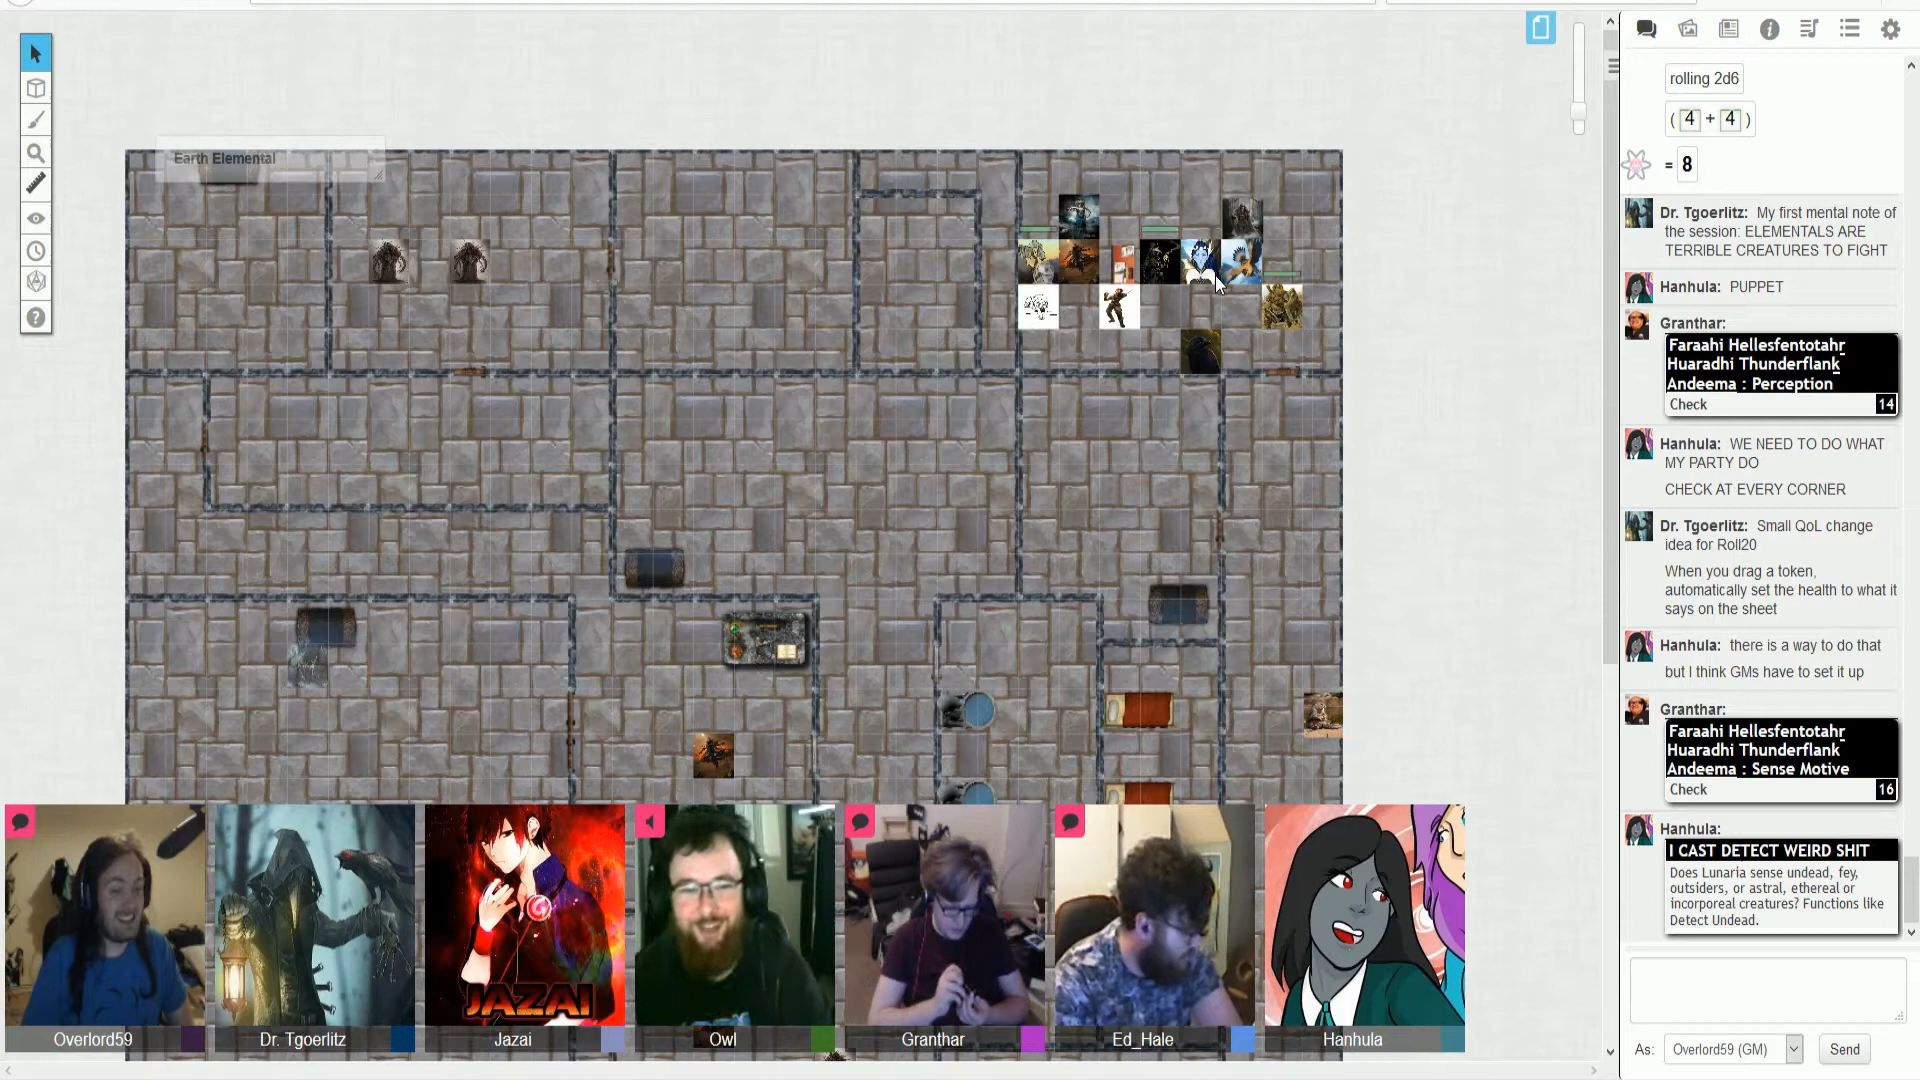 Earth Elemental
rolling 2d6
( 4 + 4 )
= 8
Dr. Tgoerlitz: My first mental note of
the session: ELEMENTALS ARE
TERRIBLE CREATURES TO FIGHT
Hanhula: PUPPET
Granthar:
Faraahi Hellesfentotahr
Huaradhi Thunderflank
Andeema : Perception
Check 14
Hanhula: WE NEED TO DO WHAT
MY PARTY DO
CHECK AT EVERY CORNER
Dr. Tgoerlitz: Small QoL change
idea for Roll20
When you drag a token,
automatically set the health to what it
says on the sheet
Hanhula: there is a way to do that
but I think GMs have to set it up
Granthar:
Faraahi Hellesfentotahr
Huaradhi Thunderflank
Andeema : Sense Motive
Check 16
Hanhula:
I CAST DETECT WEIRD SHIT
Does Lunaria sense undead, fey,
outsiders, or astral, ethereal or
incorporeal creatures? Functions like
Detect Undead.
As: Overlord59 (GM) Send
JAZAI
Overlord59
Dr. Tgoerlitz
Jazai
Owl
Granthar
Ed_Hale
Hanhula